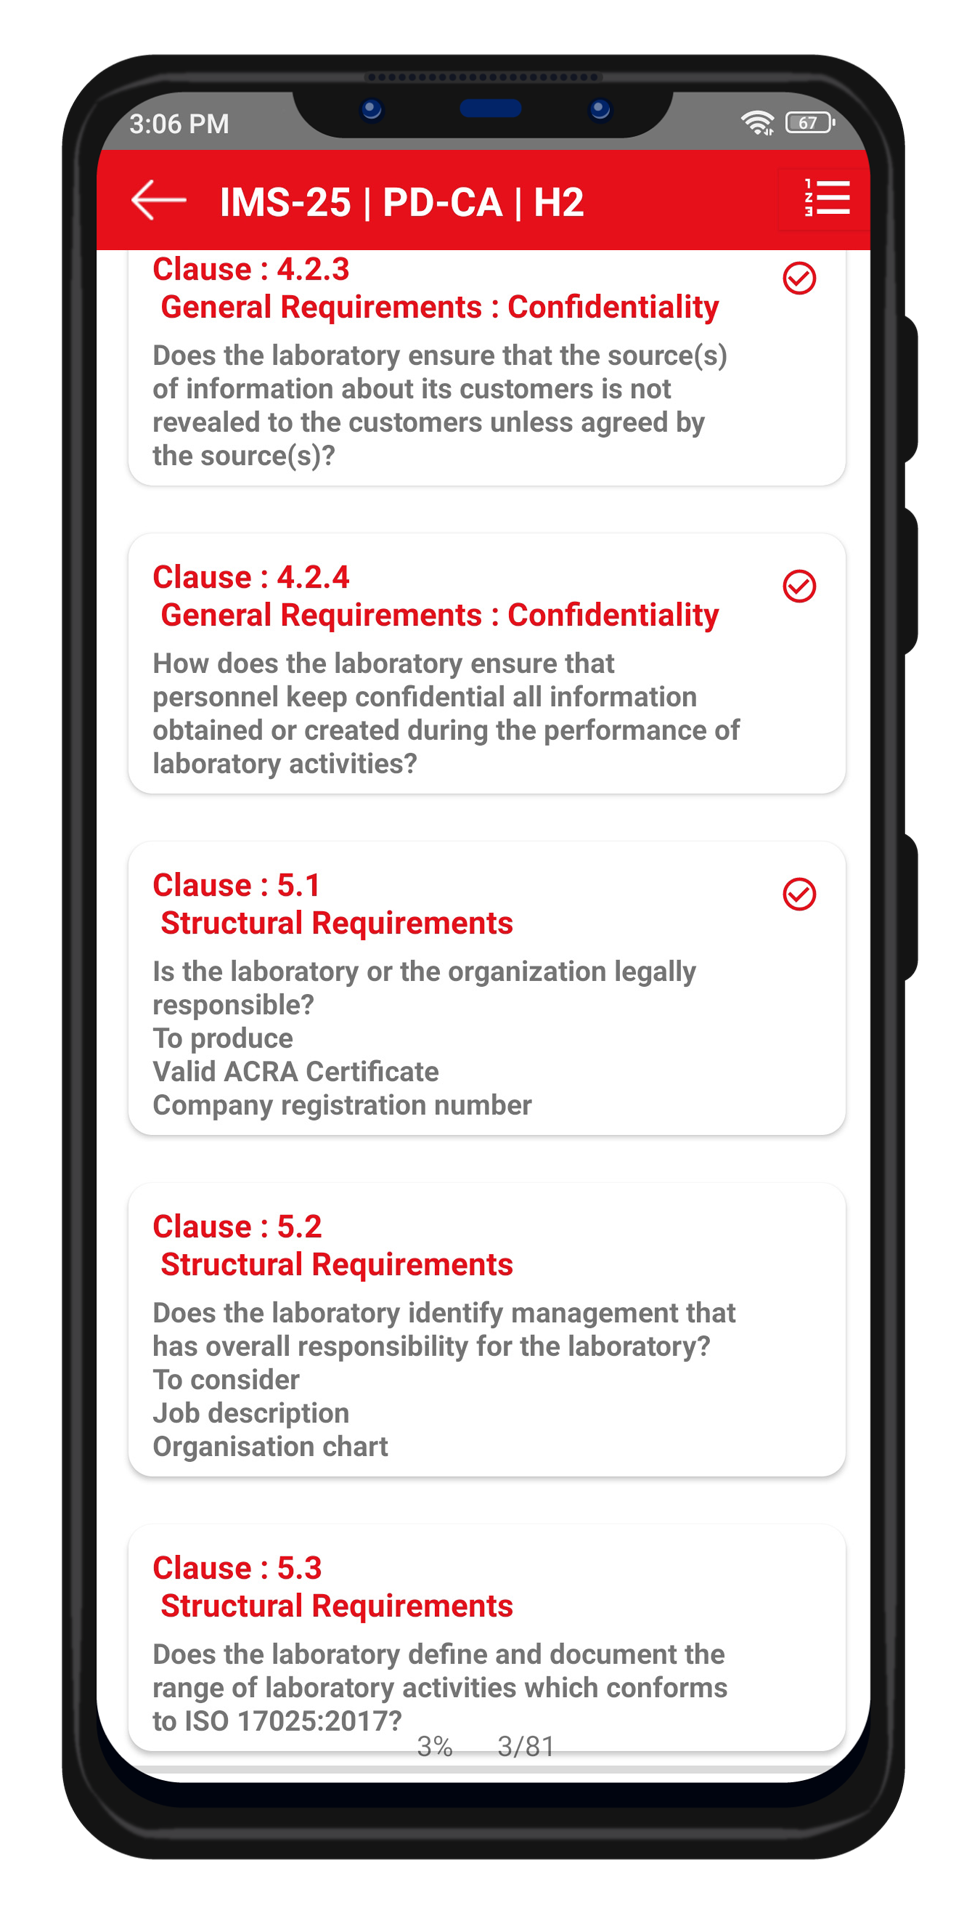 3:06 PM
67
IMS-25 | PD-CA | H2
1
2
3
Clause : 4.2.3
General Requirements : Confidentiality
Does the laboratory ensure that the source(s)
of information about its customers is not
revealed to the customers unless agreed by
the source(s)?
Clause : 4.2.4
General Requirements : Confidentiality
How does the laboratory ensure that
personnel keep confidential all information
obtained or created during the performance of
laboratory activities?
Clause : 5.1
Structural Requirements
Is the laboratory or the organization legally
responsible?
To produce
Valid ACRA Certificate
Company registration number
Clause : 5.2
Structural Requirements
Does the laboratory identify management that
has overall responsibility for the laboratory?
To consider
Job description
Organisation chart
Clause : 5.3
Structural Requirements
Does the laboratory define and document the
range of laboratory activities which conforms
to ISO 17025:2017?
3% 3/81